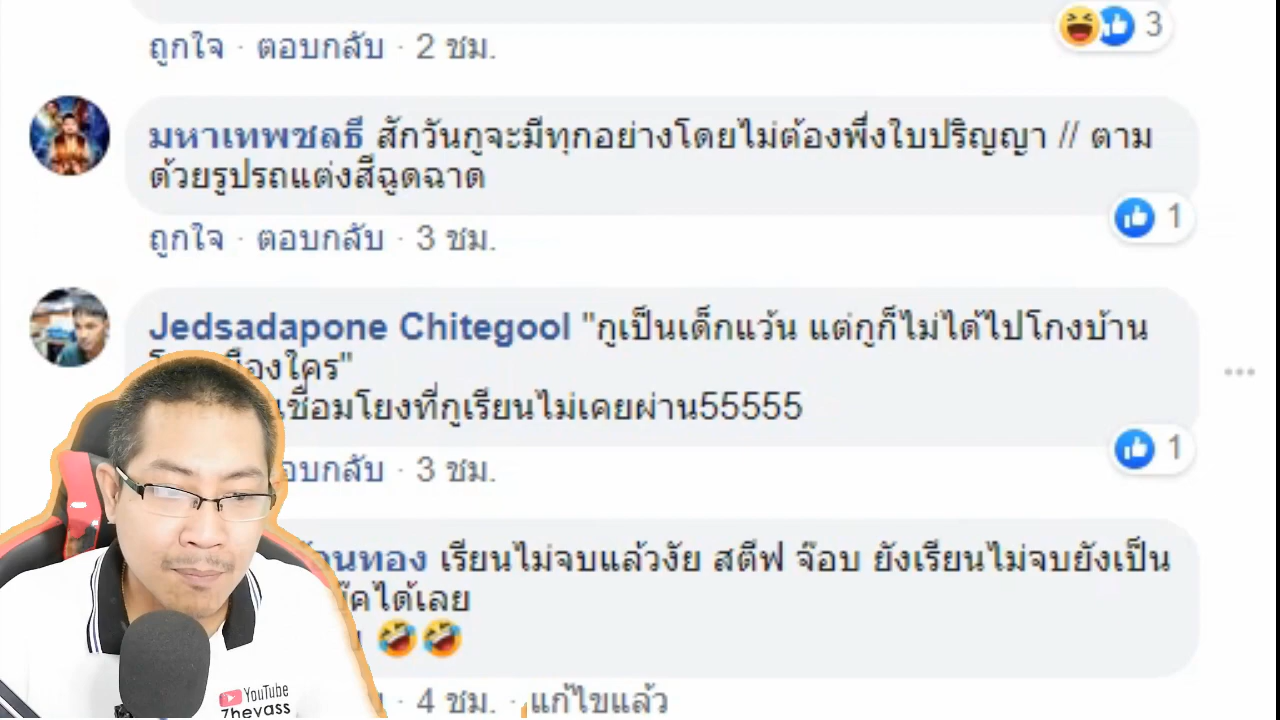 ถูกใจ · ตอบกลับ · 2 ชม.
3
มหาเทพชลธี สักวันกูจะมีทุกอย่างโดยไม่ต้องพึ่งใบปริญญา // ตาม
ด้วยรูปรถแต่งสีฉูดฉาด
1
ถูกใจ · ตอบกลับ · 3 ชม.
Jedsadapone Chitegool "กูเป็นเด็กแว้น แต่กูก็ไม่ได้ไปโกงบ้าน
ใคร"
เชื่อมโยงที่กูเรียนไม่เคยผ่าน55555
1
· 3 ชม.
เรียนไม่จบแล้วงัย สตีฟ จ๊อบ ยังเรียนไม่จบยังเป็น
ได้เลย
· 4 ชม. · แก้ไขแล้ว
YouTube
Zhevass